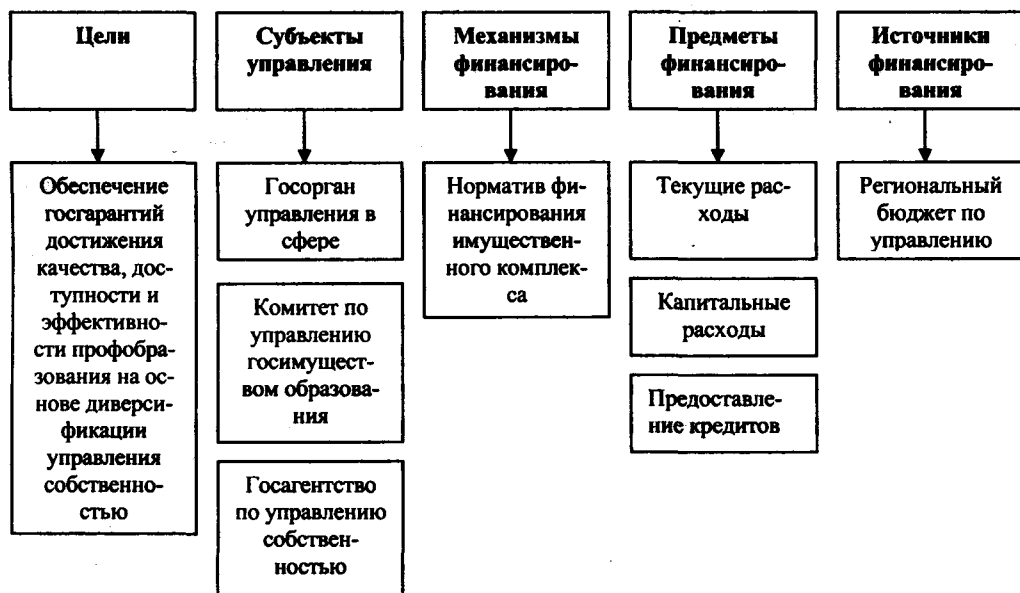 Цели
Субъекты
управления
Механизмы
финансиро-
вания
Предметы
финансиро-
вания
Источники
финансиро-
вания
Обеспечение
госгарантий
достижения
качества, дос-
тупности и
эффективно-
сти профобра-
зования на ос-
нове диверси-
фикации
управления
собственно-
стью
Госорган
управления в
сфере
Комитет по
управлению
госимущест-
вом образова-
ния
Госагентство
по управлению
собствен-
ностью
Норматив фи-
нансирования
имуществен-
ного комплек-
са
Текущие рас-
ходы
Капитальные
расходы
Предоставле-
ние кредитов
Региональный
бюджет по
управлению